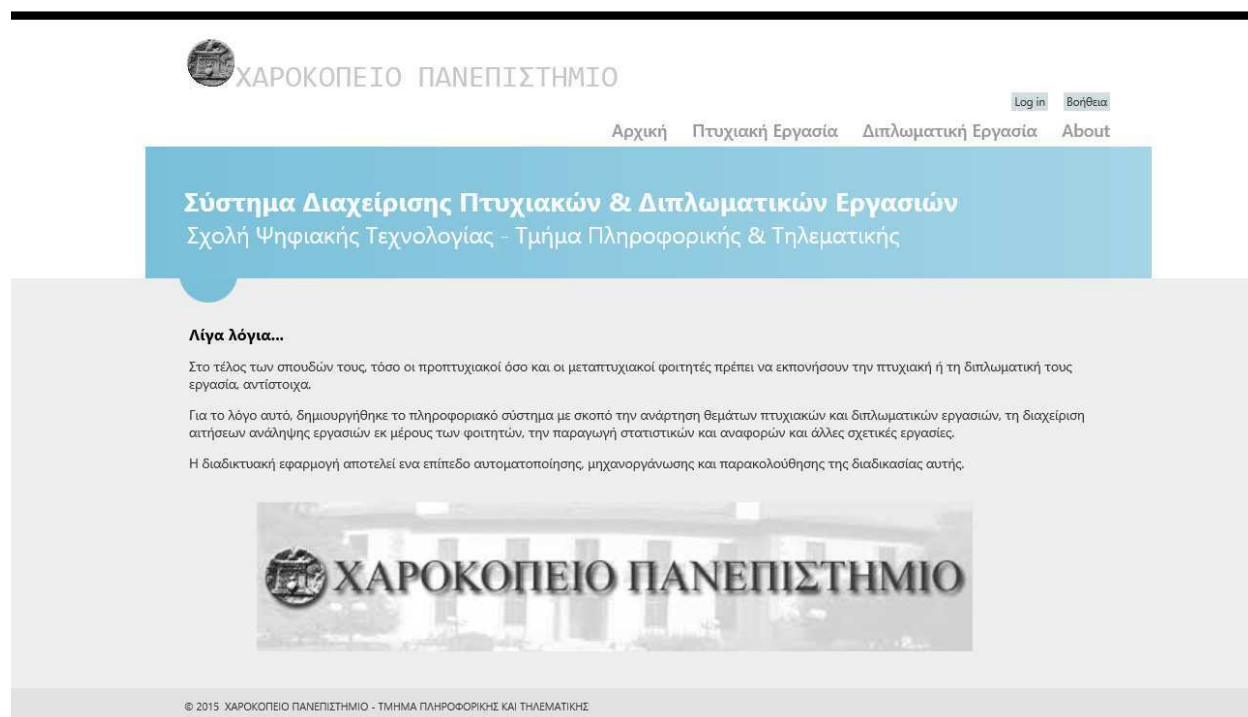 ΧΑΡΟΚΟΠΕΙΟ ΠΑΝΕΠΙΣΤΗΜΙΟ
Log in Βοήθεια
Αρχική Πτυχιακή Εργασία Διπλωματική Εργασία About
Σύστημα Διαχείρισης Πτυχιακών & Διπλωματικών Εργασιών
Σχολή Ψηφιακής Τεχνολογίας - Τμήμα Πληροφορικής & Τηλεματικής
Λίγα λόγια...
Στο τέλος των σπουδών τους, τόσο οι προπτυχιακοί όσο και οι μεταπτυχιακοί φοιτητές πρέπει να εκπονήσουν την πτυχιακή ή τη διπλωματική τους
εργασία, αντίστοιχα.
Για το λόγο αυτό, δημιουργήθηκε το πληροφοριακό σύστημα με σκοπό την ανάρτηση θεμάτων πτυχιακών και διπλωματικών εργασιών, τη διαχείριση
αιτήσεων ανάληψης εργασιών εκ μέρους των φοιτητών, την παραγωγή στατιστικών και αναφορών και άλλες σχετικές εργασίες.
Η διαδικτυακή εφαρμογή αποτελεί ενα επίπεδο αυτοματοποίησης, μηχανοργάνωσης και παρακολούθησης της διαδικασίας αυτής.
ΧΑΡΟΚΟΠΕΙΟ ΠΑΝΕΠΙΣΤΗΜΙΟ
© 2015 ΧΑΡΟΚΟΠΕΙΟ ΠΑΝΕΠΙΣΤΗΜΙΟ - ΤΜΗΜΑ ΠΛΗΡΟΦΟΡΙΚΗΣ ΚΑΙ ΤΗΛΕΜΑΤΙΚΗΣ